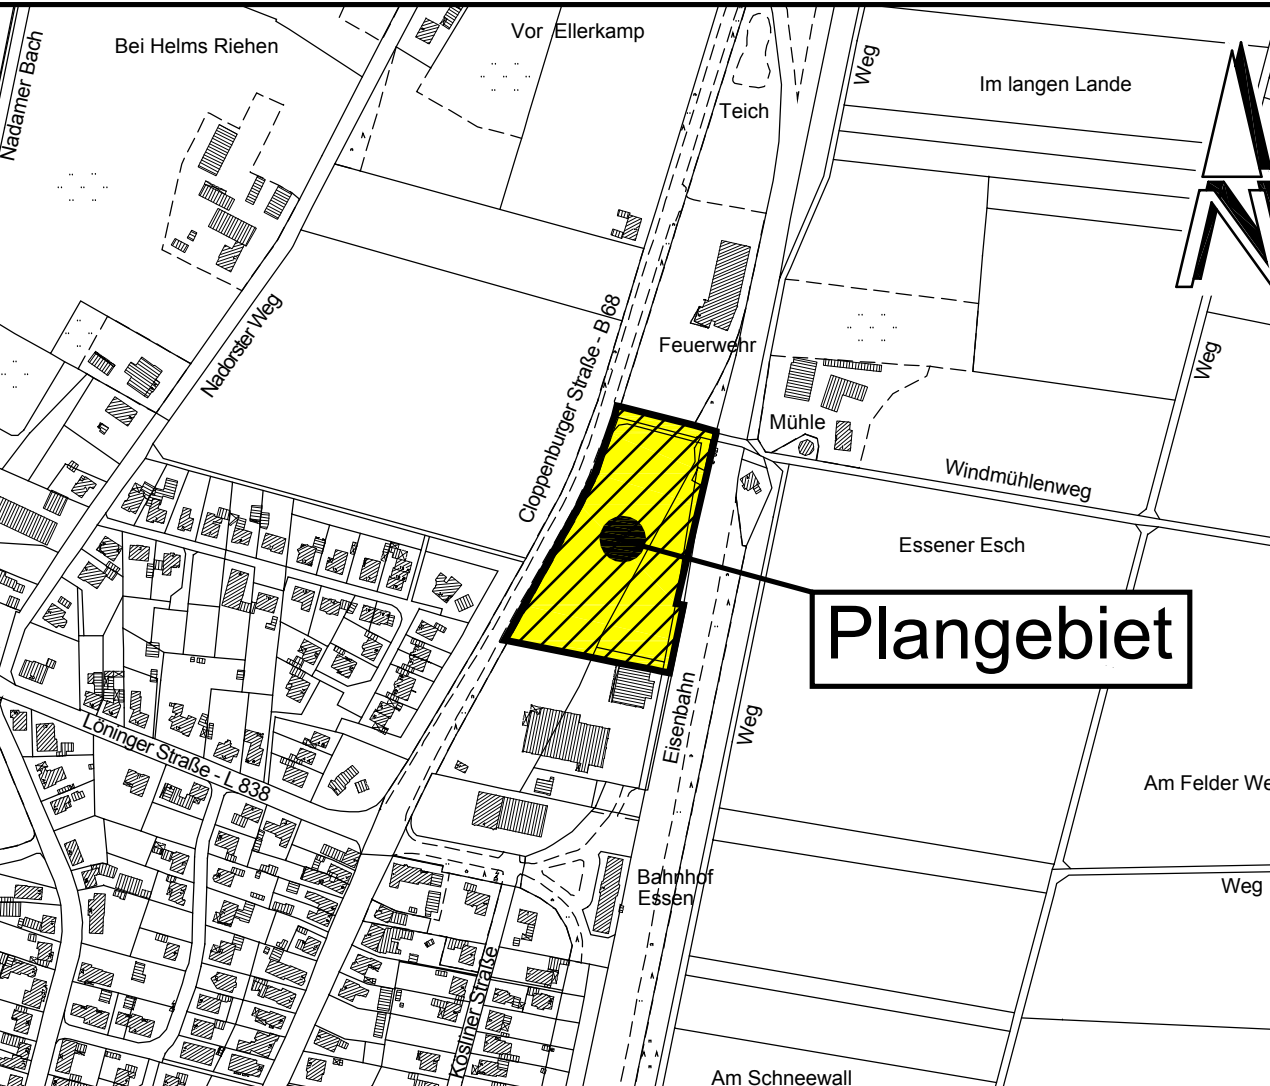 Vor Ellerkamp
Bei Helms Riehen
Nadamer Bach
Weg
Im langen Lande
Teich
N
Nadorster Weg
Cloppenburger Straße - B 68
Feuerwehr
Weg
Mühle
Windmühlenweg
Essener Esch
Plangebiet
Eisenbahn
Weg
Löninger Straße - L 838
Am Felder We
Bahnhof
Essen
Weg
Kösliner Straße
Am Schneewall